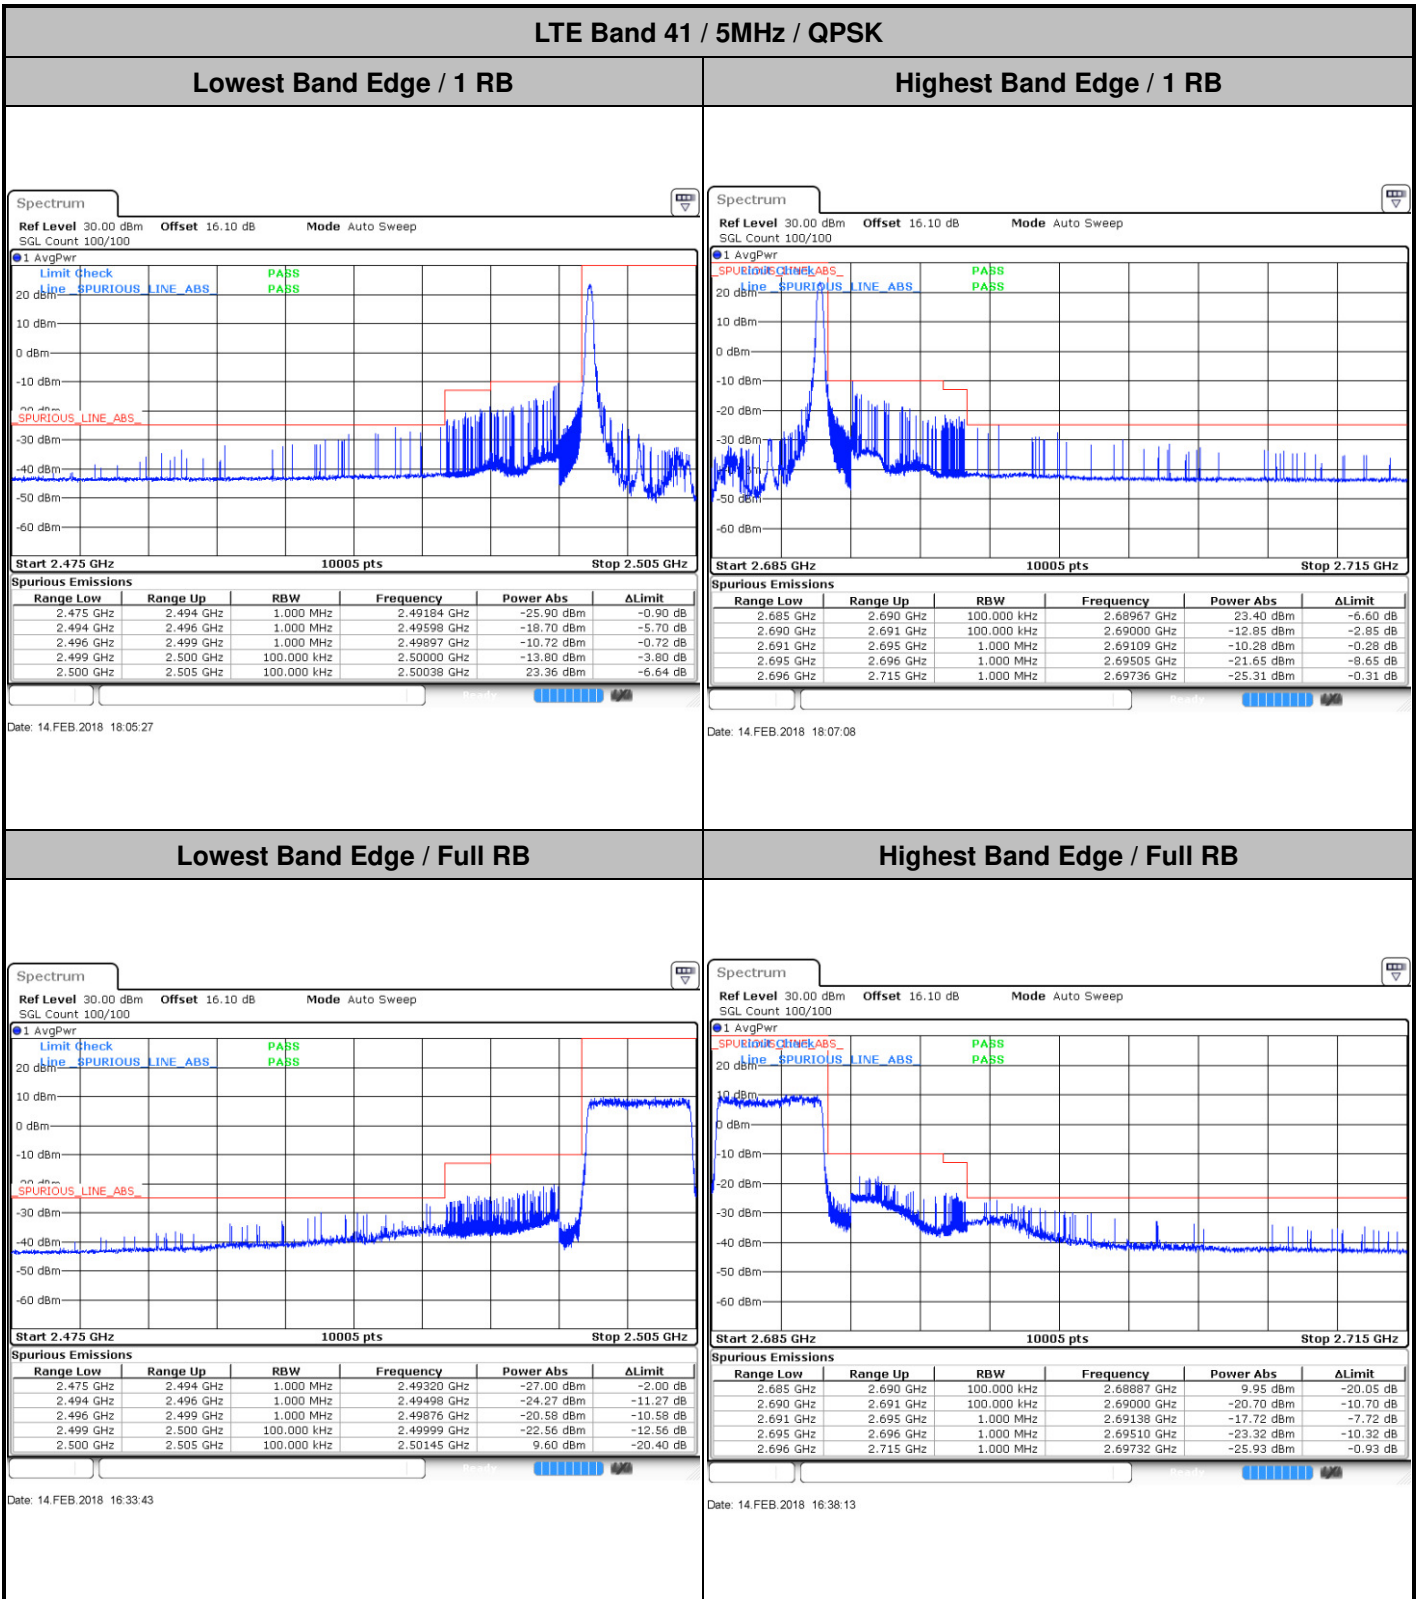 LTE Band 41 / 5MHz / QPSK
Lowest Band Edge / 1 RB
Highest Band Edge / 1 RB
Spectrum
Ref Level 30.00 dBm Offset 16.10 dB Mode Auto Sweep
SGL Count 100/100
1 AvgPwr
Limit Check PASS
Line _SPURIOUS_LINE_ABS_ PASS
20 dBm
10 dBm
0 dBm
-10 dBm
-20 dBm
_SPURIOUS_LINE_ABS_
-30 dBm
-40 dBm
-50 dBm
-60 dBm
Start 2.475 GHz 10005 pts Stop 2.505 GHz
Spurious Emissions
Range Low Range Up RBW Frequency Power Abs ΔLimit
2.475 GHz 2.494 GHz 1.000 MHz 2.49184 GHz -25.90 dBm -0.90 dB
2.494 GHz 2.496 GHz 1.000 MHz 2.49598 GHz -18.70 dBm -5.70 dB
2.496 GHz 2.499 GHz 1.000 MHz 2.49897 GHz -10.72 dBm -0.72 dB
2.499 GHz 2.500 GHz 100.000 kHz 2.50000 GHz -13.80 dBm -3.80 dB
2.500 GHz 2.505 GHz 100.000 kHz 2.50038 GHz 23.36 dBm -6.64 dB
Ready
Date: 14.FEB.2018 18:05:27
Spectrum
Ref Level 30.00 dBm Offset 16.10 dB Mode Auto Sweep
SGL Count 100/100
1 AvgPwr
_SPURIOUS_LINE_ABS_
Limit Check PASS
Line _SPURIOUS_LINE_ABS_ PASS
20 dBm
10 dBm
0 dBm
-10 dBm
-20 dBm
-30 dBm
-40 dBm
-50 dBm
-60 dBm
Start 2.685 GHz 10005 pts Stop 2.715 GHz
Spurious Emissions
Range Low Range Up RBW Frequency Power Abs ΔLimit
2.685 GHz 2.690 GHz 100.000 kHz 2.68967 GHz 23.40 dBm -6.60 dB
2.690 GHz 2.691 GHz 100.000 kHz 2.69000 GHz -12.85 dBm -2.85 dB
2.691 GHz 2.695 GHz 1.000 MHz 2.69109 GHz -10.28 dBm -0.28 dB
2.695 GHz 2.696 GHz 1.000 MHz 2.69505 GHz -21.65 dBm -8.65 dB
2.696 GHz 2.715 GHz 1.000 MHz 2.69736 GHz -25.31 dBm -0.31 dB
Ready
Date: 14.FEB.2018 18:07:08
Lowest Band Edge / Full RB
Highest Band Edge / Full RB
Spectrum
Ref Level 30.00 dBm Offset 16.10 dB Mode Auto Sweep
SGL Count 100/100
1 AvgPwr
Limit Check PASS
Line _SPURIOUS_LINE_ABS_ PASS
20 dBm
10 dBm
0 dBm
-10 dBm
-20 dBm
_SPURIOUS_LINE_ABS_
-30 dBm
-40 dBm
-50 dBm
-60 dBm
Start 2.475 GHz 10005 pts Stop 2.505 GHz
Spurious Emissions
Range Low Range Up RBW Frequency Power Abs ΔLimit
2.475 GHz 2.494 GHz 1.000 MHz 2.49320 GHz -27.00 dBm -2.00 dB
2.494 GHz 2.496 GHz 1.000 MHz 2.49498 GHz -24.27 dBm -11.27 dB
2.496 GHz 2.499 GHz 1.000 MHz 2.49876 GHz -20.58 dBm -10.58 dB
2.499 GHz 2.500 GHz 100.000 kHz 2.49999 GHz -22.56 dBm -12.56 dB
2.500 GHz 2.505 GHz 100.000 kHz 2.50145 GHz 9.60 dBm -20.40 dB
Ready
Date: 14.FEB.2018 16:33:43
Spectrum
Ref Level 30.00 dBm Offset 16.10 dB Mode Auto Sweep
SGL Count 100/100
1 AvgPwr
_SPURIOUS_LINE_ABS_
Limit Check PASS
Line _SPURIOUS_LINE_ABS_ PASS
20 dBm
10 dBm
0 dBm
-10 dBm
-20 dBm
-30 dBm
-40 dBm
-50 dBm
-60 dBm
Start 2.685 GHz 10005 pts Stop 2.715 GHz
Spurious Emissions
Range Low Range Up RBW Frequency Power Abs ΔLimit
2.685 GHz 2.690 GHz 100.000 kHz 2.68887 GHz 9.95 dBm -20.05 dB
2.690 GHz 2.691 GHz 100.000 kHz 2.69000 GHz -20.70 dBm -10.70 dB
2.691 GHz 2.695 GHz 1.000 MHz 2.69138 GHz -17.72 dBm -7.72 dB
2.695 GHz 2.696 GHz 1.000 MHz 2.69510 GHz -23.32 dBm -10.32 dB
2.696 GHz 2.715 GHz 1.000 MHz 2.69732 GHz -25.93 dBm -0.93 dB
Ready
Date: 14.FEB.2018 16:38:13